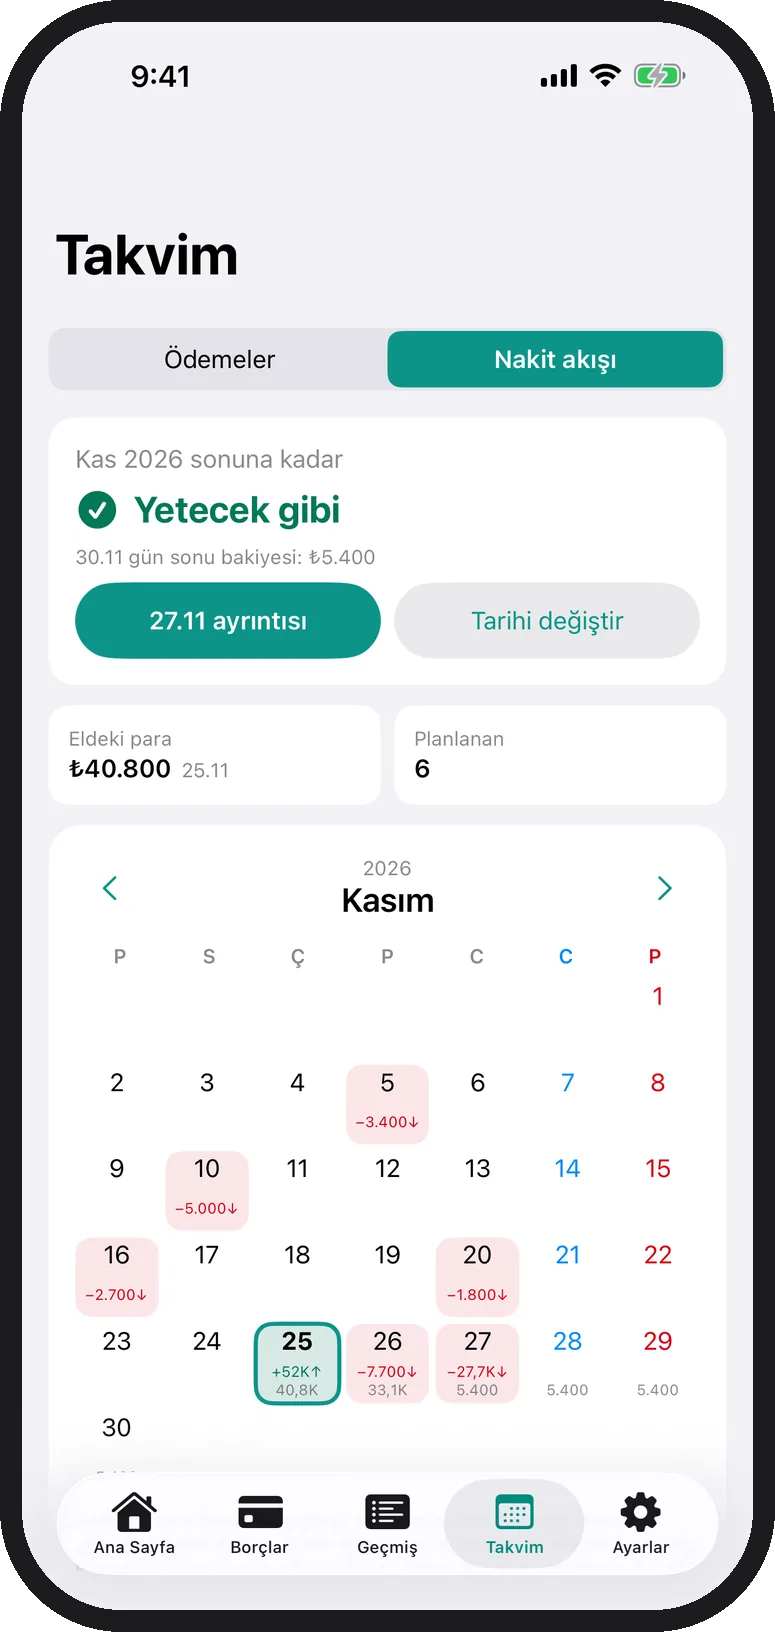 9:41
Takvim
Ödemeler Nakit akışı
Kas 2026 sonuna kadar
Yetecek gibi
30.11 gün sonu bakiyesi: ₺5.400
27.11 ayrıntısı Tarihi değiştir
Eldeki para Planlanan
₺40.800 25.11 6
2026
Kasım
P S Ç P C C P
1
2 3 4 5 6 7 8
−3.400↓
9 10 11 12 13 14 15
−5.000↓
16 17 18 19 20 21 22
−2.700↓ −1.800↓
23 24 25 26 27 28 29
+52K↑ −7.700↓ −27,7K↓
40,8K 33,1K 5.400 5.400 5.400
30
Ana Sayfa Borçlar Geçmiş Takvim Ayarlar